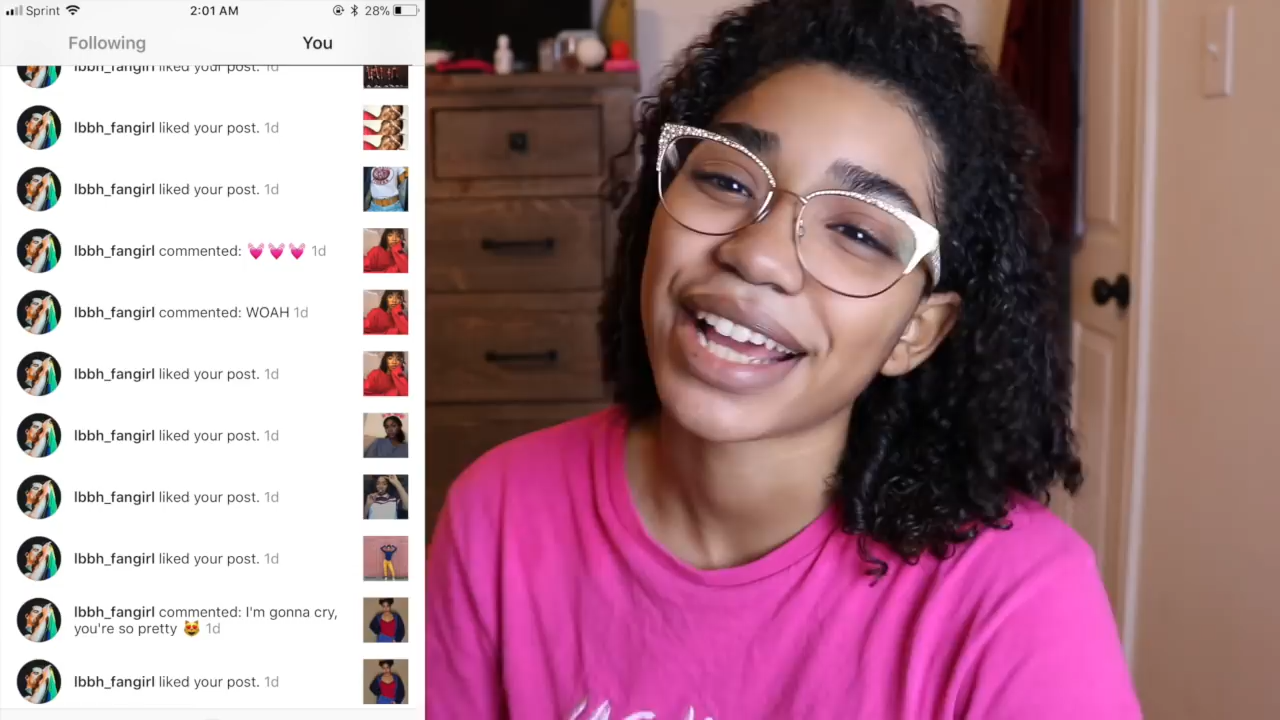 Sprint 2:01 AM 28%
Following You
lbbh_fangirl liked your post. 1d
lbbh_fangirl liked your post. 1d
lbbh_fangirl liked your post. 1d
lbbh_fangirl commented: 💓💓💓 1d
lbbh_fangirl commented: WOAH 1d
lbbh_fangirl liked your post. 1d
lbbh_fangirl liked your post. 1d
lbbh_fangirl liked your post. 1d
lbbh_fangirl liked your post. 1d
lbbh_fangirl commented: I'm gonna cry,
you're so pretty 😻 1d
lbbh_fangirl liked your post. 1d